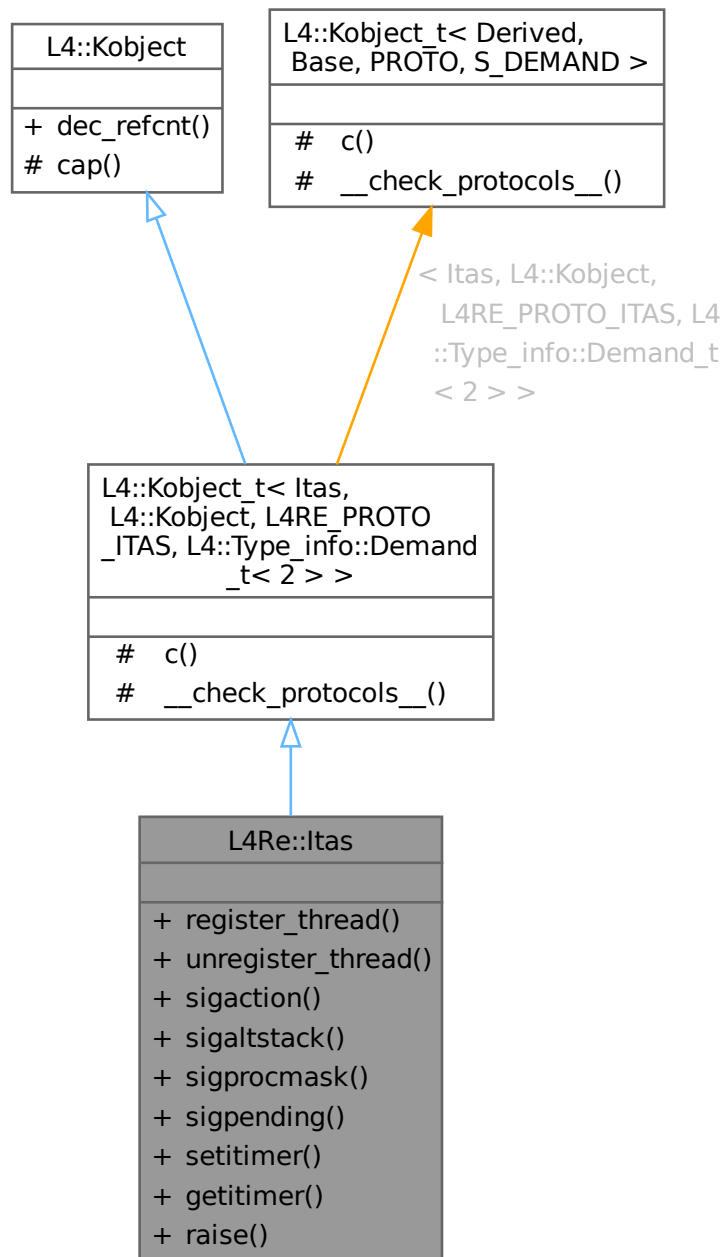 L4::Kobject
+ dec_refcnt()
# cap()
L4::Kobject_t< Derived,
Base, PROTO, S_DEMAND >
# c()
# __check_protocols__()
< Itas, L4::Kobject,
L4RE_PROTO_ITAS, L4
::Type_info::Demand_t
< 2 > >
L4::Kobject_t< Itas,
L4::Kobject, L4RE_PROTO
_ITAS, L4::Type_info::Demand
_t< 2 > >
# c()
# __check_protocols__()
L4Re::Itas
+ register_thread()
+ unregister_thread()
+ sigaction()
+ sigaltstack()
+ sigprocmask()
+ sigpending()
+ setitimer()
+ getitimer()
+ raise()